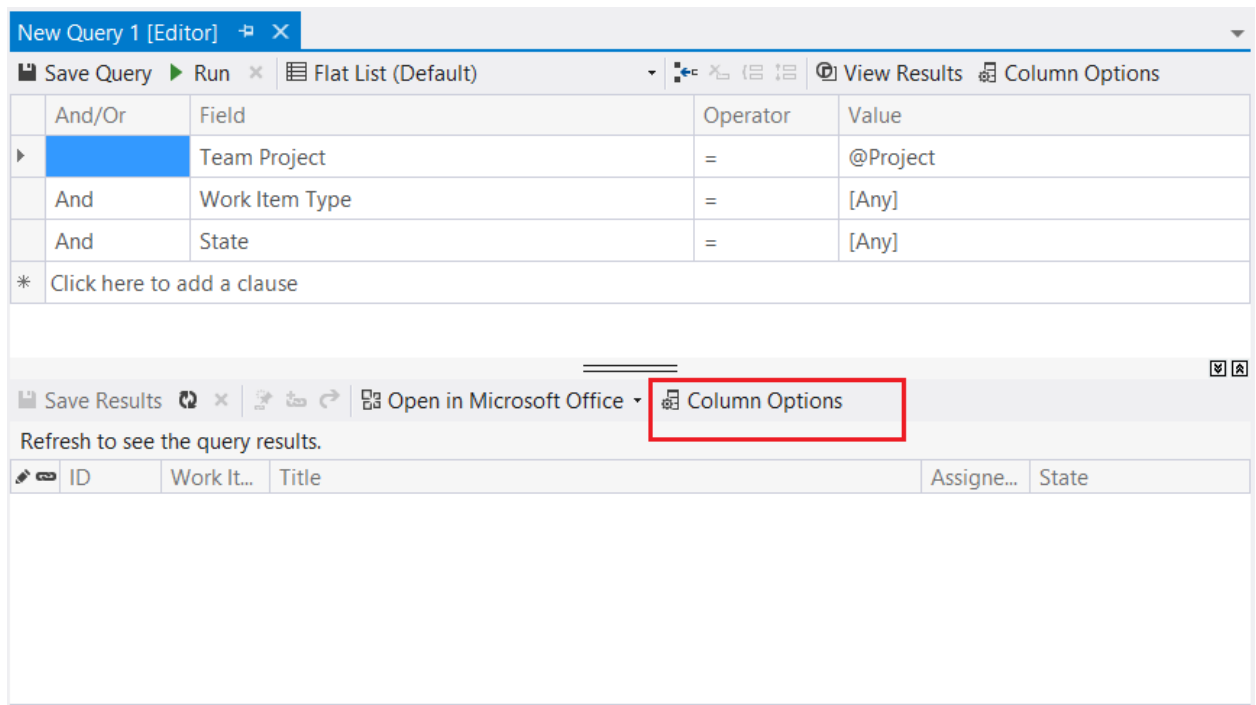 New Query 1 [Editor]
Save Query Run Flat List (Default) View Results Column Options
And/Or Field Operator Value
Team Project = @Project
And Work Item Type = [Any]
And State = [Any]
Click here to add a clause
Save Results Open in Microsoft Office Column Options
Refresh to see the query results.
ID Work It... Title Assigne... State